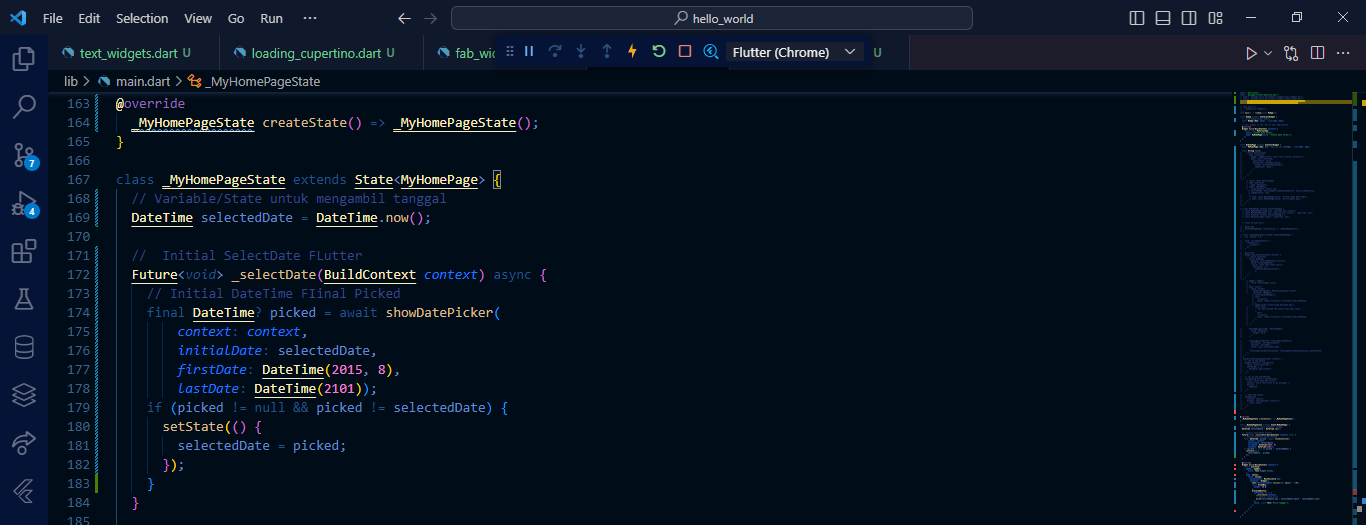 File Edit Selection View Go Run ··· ← → hello_world
text_widgets.dart U loading_cupertino.dart U fab_wi Flutter (Chrome) U
lib > main.dart > _MyHomePageState
163 @override
164 _MyHomePageState createState() => _MyHomePageState();
165 }
166
167 class _MyHomePageState extends State<MyHomePage> {
168 // Variable/State untuk mengambil tanggal
169 DateTime selectedDate = DateTime.now();
170
171 //  Initial SelectDate FLutter
172 Future<void> _selectDate(BuildContext context) async {
173 // Initial DateTime FIinal Picked
174 final DateTime? picked = await showDatePicker(
175 context: context,
176 initialDate: selectedDate,
177 firstDate: DateTime(2015, 8),
178 lastDate: DateTime(2101));
179 if (picked != null && picked != selectedDate) {
180 setState(() {
181 selectedDate = picked;
182 });
183 }
184 }
185
7
4